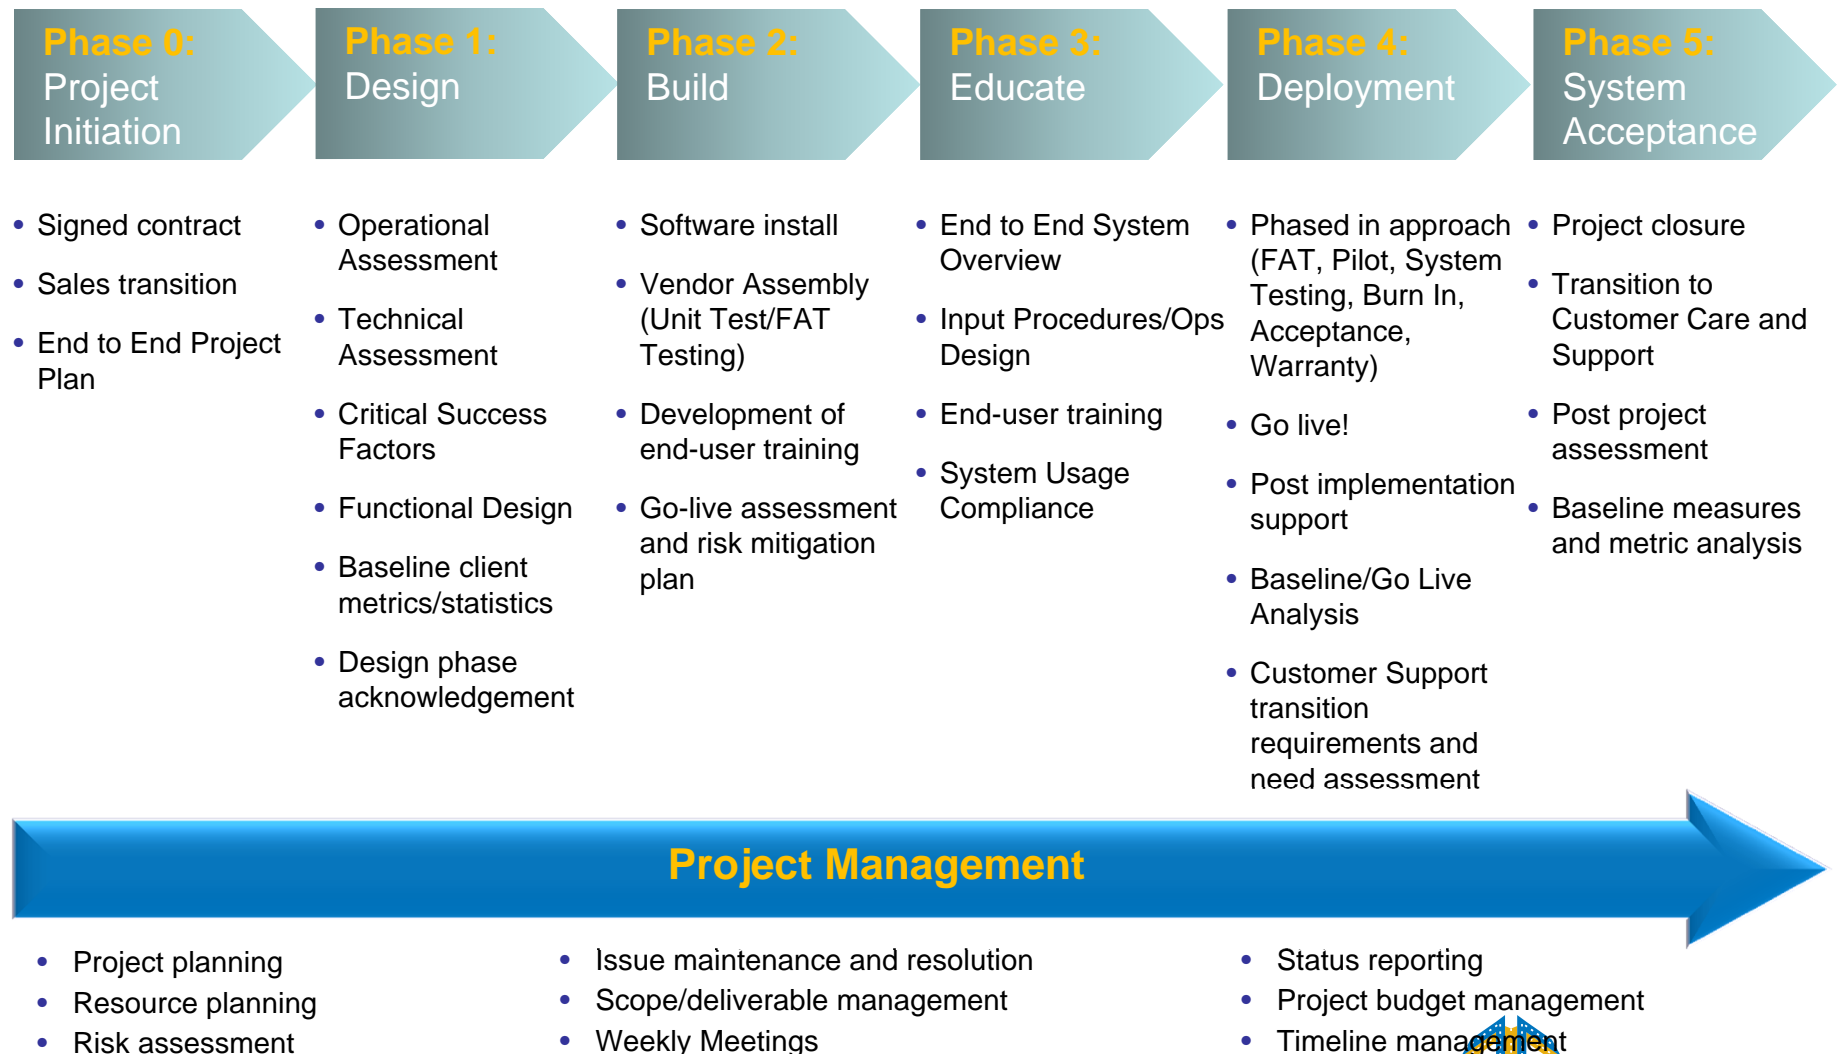 Phase 0:
Project
Initiation
Phase 1:
Design
Phase 2:
Build
Phase 3:
Educate
Phase 4:
Deployment
Phase 5:
System
Acceptance
• Signed contract
• Sales transition
• End to End Project
Plan
• Operational
Assessment
• Technical
Assessment
• Critical Success
Factors
• Functional Design
• Baseline client
metrics/statistics
• Design phase
acknowledgement
• Software install
• Vendor Assembly
(Unit Test/FAT
Testing)
• Development of
end-user training
• Go-live assessment
and risk mitigation
plan
• End to End System
Overview
• Input Procedures/Ops
Design
• End-user training
• System Usage
Compliance
• Phased in approach
(FAT, Pilot, System
Testing, Burn In,
Acceptance,
Warranty)
• Go live!
• Post implementation
support
• Baseline/Go Live
Analysis
• Customer Support
transition
requirements and
need assessment
• Project closure
• Transition to
Customer Care and
Support
• Post project
assessment
• Baseline measures
and metric analysis
Project Management
• Project planning
• Resource planning
• Risk assessment
• Issue maintenance and resolution
• Scope/deliverable management
• Weekly Meetings
• Status reporting
• Project budget management
• Timeline management